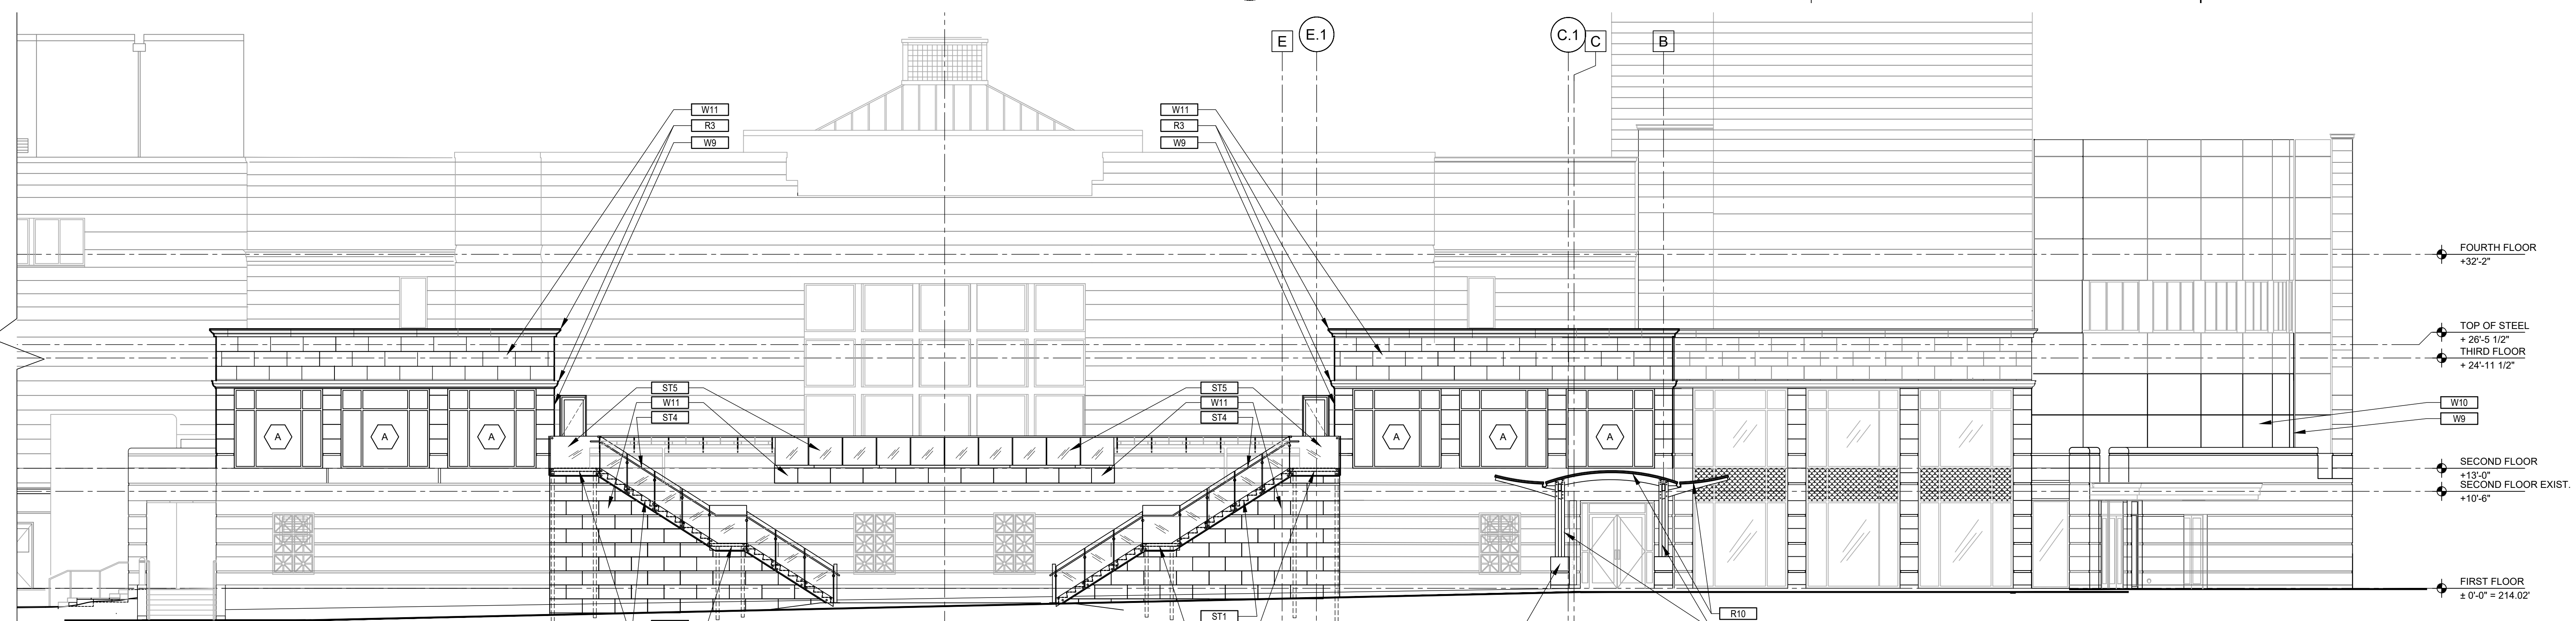 E
E.1
C.1
C
B
W11
R3
W9
W11
R3
W9
FOURTH FLOOR
+32'-2"
TOP OF STEEL
+ 26'-5 1/2"
THIRD FLOOR
+ 24'-11 1/2"
ST5
W11
ST4
ST5
W11
ST4
W10
W9
A
A
A
A
A
A
SECOND FLOOR
+13'-0"
SECOND FLOOR EXIST.
+10'-6"
FIRST FLOOR
± 0'-0" = 214.02'
ST1
R10